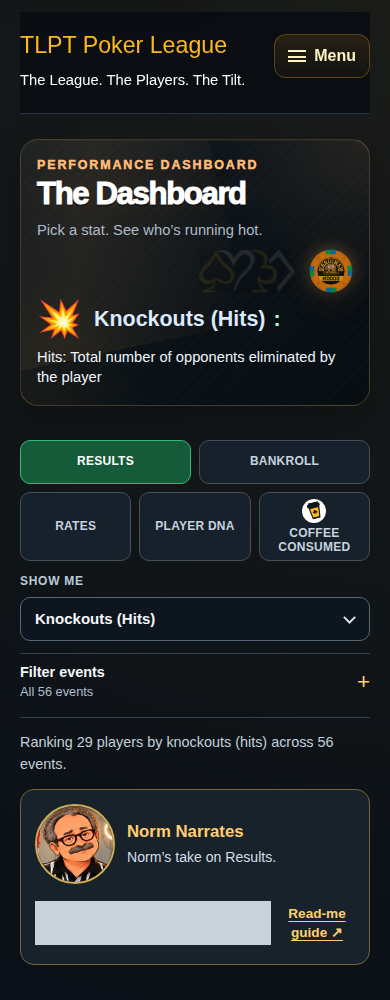 TLPT Poker League
The League. The Players. The Tilt.
Menu
PERFORMANCE DASHBOARD
The Dashboard
Pick a stat. See who's running hot.
Knockouts (Hits) :
Hits: Total number of opponents eliminated by
the player
RESULTS
BANKROLL
RATES
PLAYER DNA
COFFEE
CONSUMED
SHOW ME
Knockouts (Hits)
Filter events
All 56 events
+
Ranking 29 players by knockouts (hits) across 56
events.
Norm Narrates
Norm's take on Results.
Read-me
guide ↗